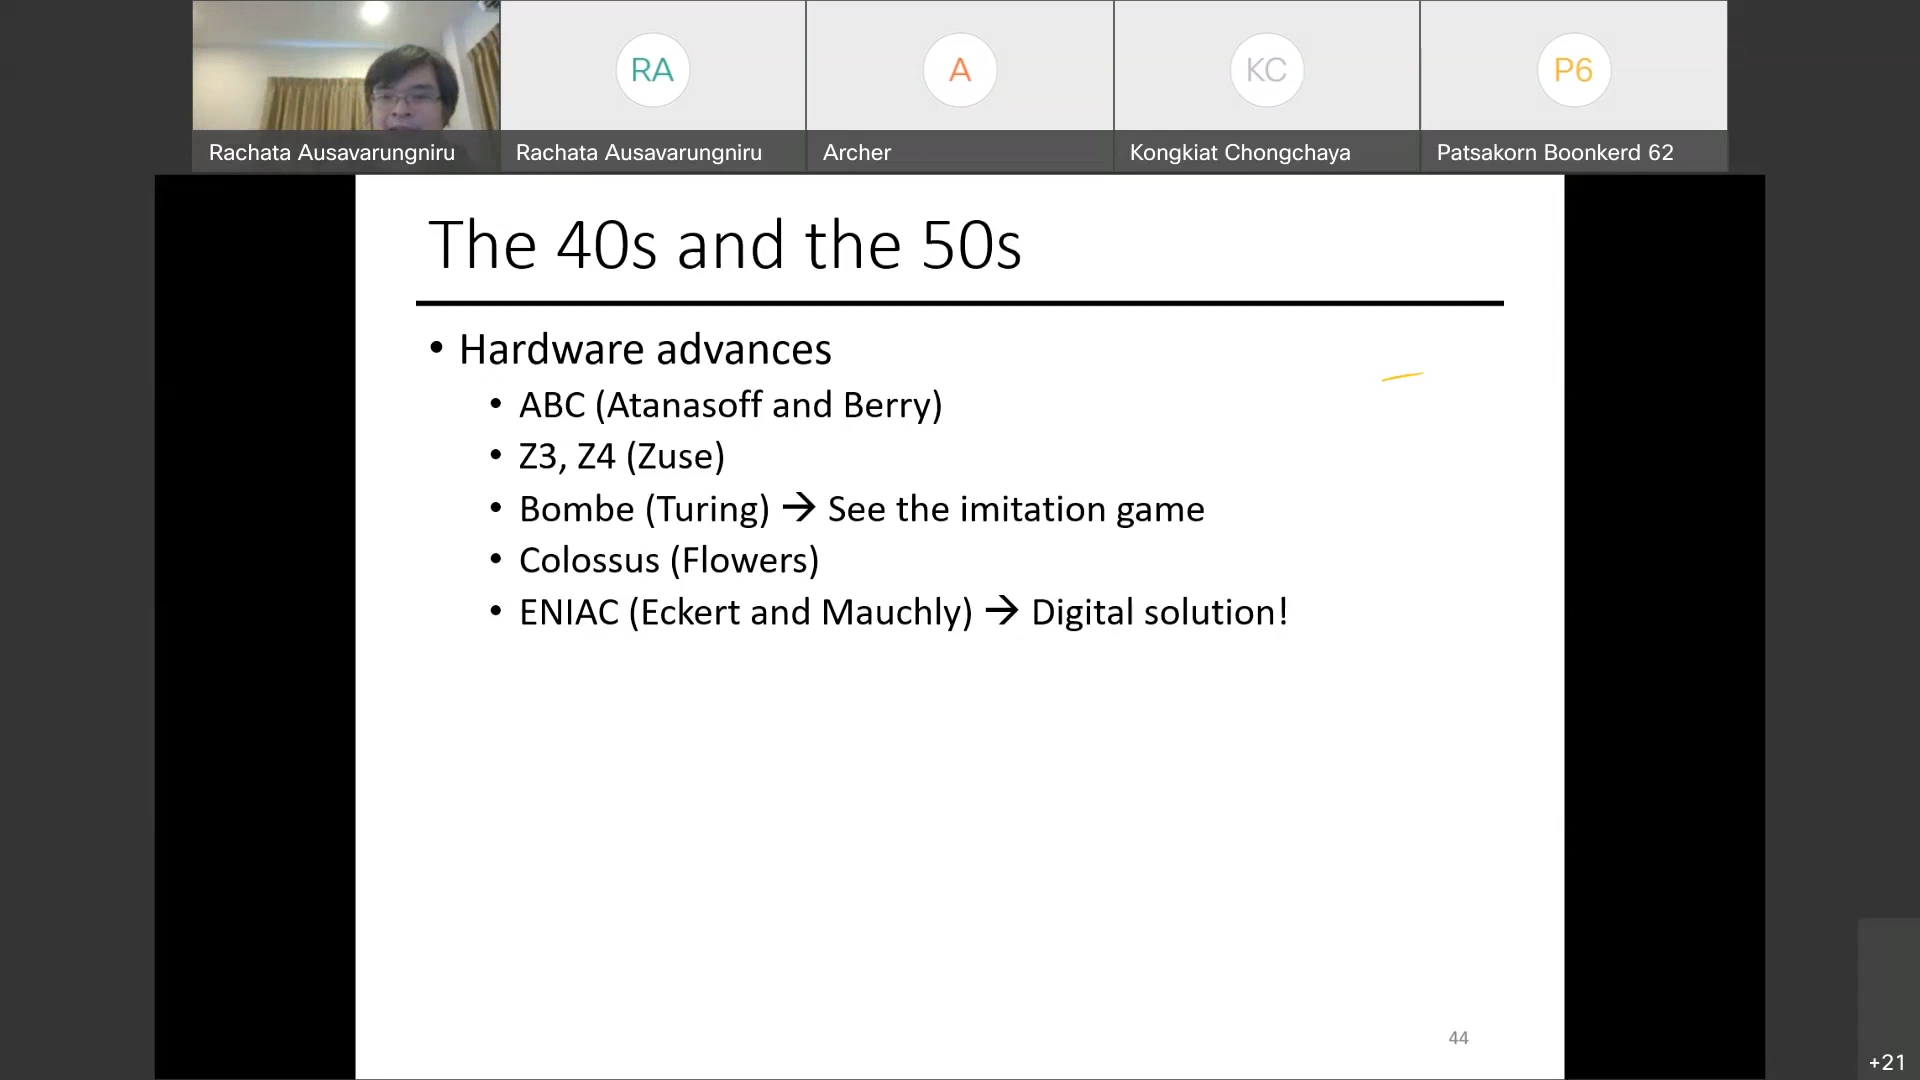 RA
A
KC
P6
Rachata Ausavarungniru
Rachata Ausavarungniru
Archer
Kongkiat Chongchaya
Patsakorn Boonkerd 62
The 40s and the 50s
• Hardware advances
• ABC (Atanasoff and Berry)
• Z3, Z4 (Zuse)
• Bombe (Turing) → See the imitation game
• Colossus (Flowers)
• ENIAC (Eckert and Mauchly) → Digital solution!
44
+21